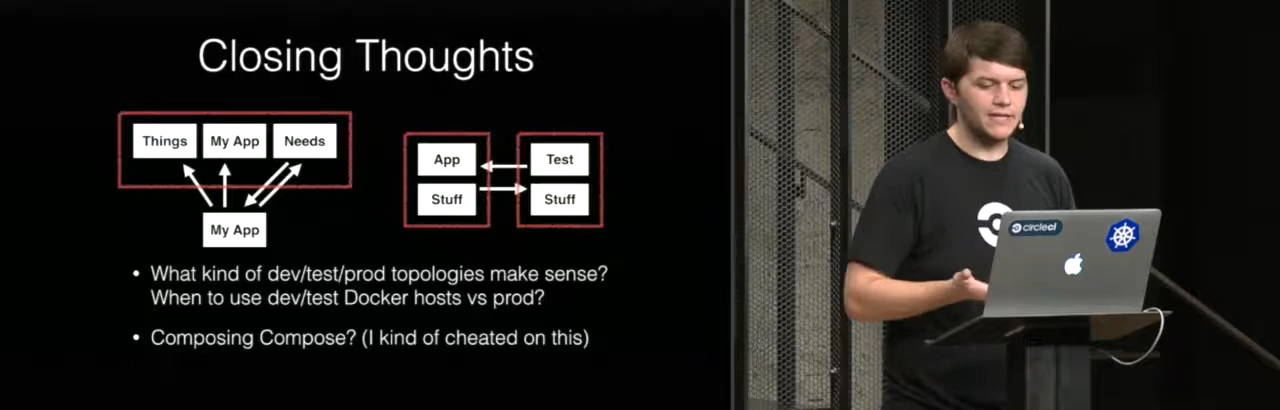 Closing Thoughts
Things
My App
Needs
My App
App
Test
Stuff
Stuff
• What kind of dev/test/prod topologies make sense?
When to use dev/test Docker hosts vs prod?
• Composing Compose? (I kind of cheated on this)
circleci